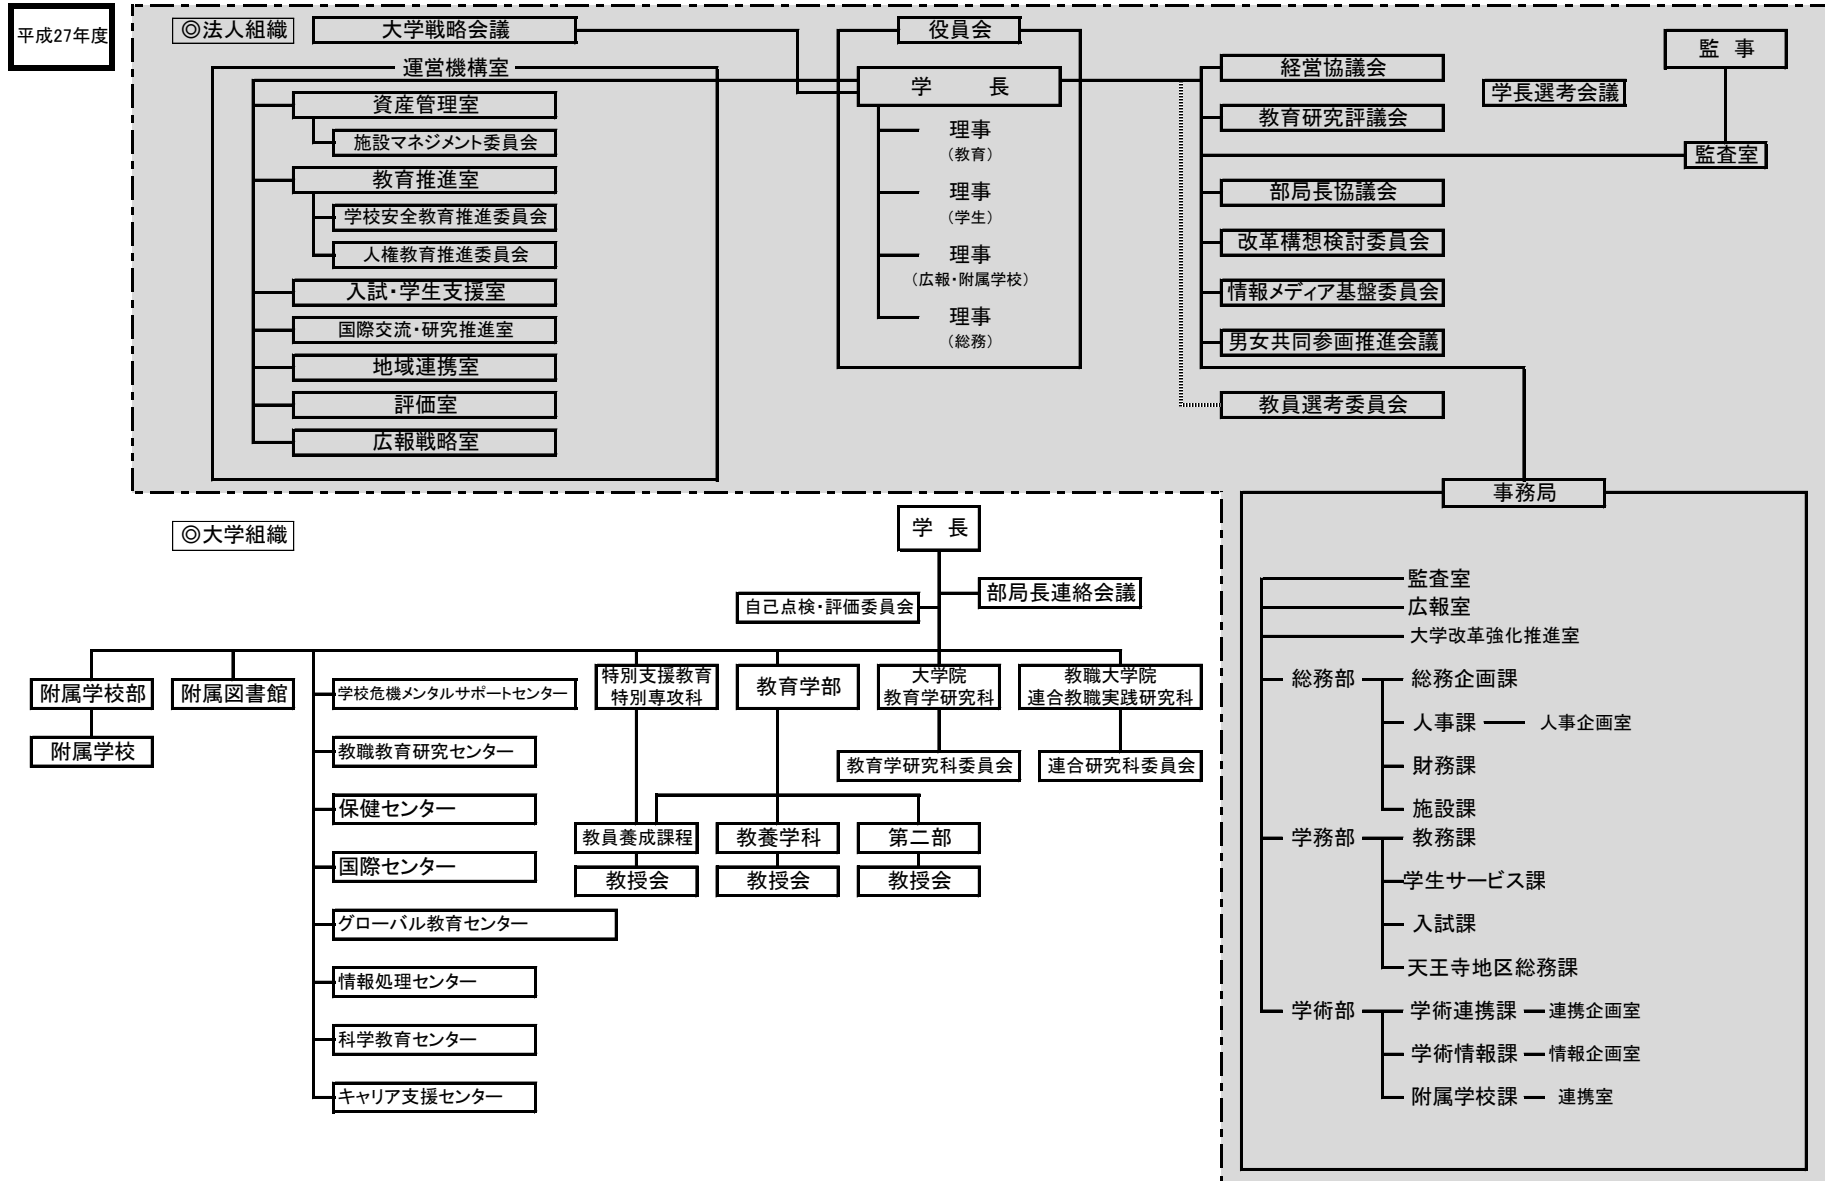 平成27年度
◎法人組織
大学戦略会議
役員会
監　事
運営機構室
学　　　長
経営協議会
学長選考会議
資産管理室
教育研究評議会
施設マネジメント委員会
理事
（教育）
監査室
教育推進室
理事
（学生）
部局長協議会
学校安全教育推進委員会
人権教育推進委員会
理事
（広報・附属学校）
改革構想検討委員会
入試・学生支援室
情報メディア基盤委員会
国際交流・研究推進室
理事
（総務）
男女共同参画推進会議
地域連携室
評価室
教員選考委員会
広報戦略室
事務局
◎大学組織
学　長
部局長連絡会議
自己点検・評価委員会
附属学校部
附属学校
附属図書館
学校危機メンタルサポートセンター
教職教育研究センター
保健センター
国際センター
グローバル教育センター
情報処理センター
科学教育センター
キャリア支援センター
特別支援教育
特別専攻科
教育学部
大学院
教育学研究科
教職大学院
連合教職実践研究科
教育学研究科委員会
連合研究科委員会
教員養成課程
教養学科
第二部
教授会
教授会
教授会
監査室
広報室
大学改革強化推進室
総務部
総務企画課
人事課
人事企画室
財務課
施設課
学務部
教務課
学生サービス課
入試課
天王寺地区総務課
学術部
学術連携課
連携企画室
学術情報課
情報企画室
附属学校課
連携室